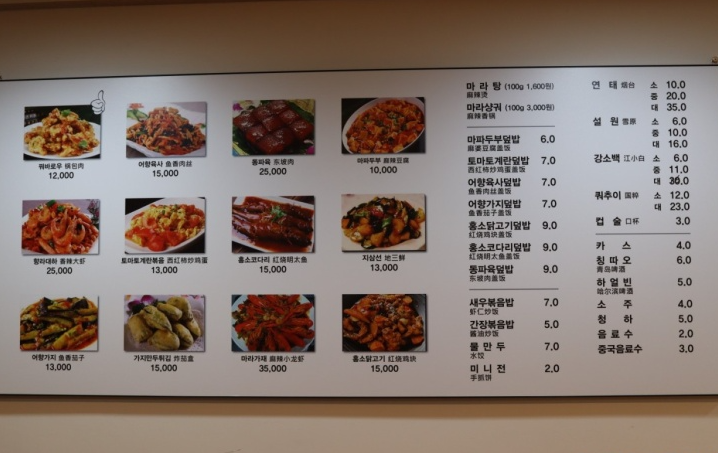 꿔바로우 锅包肉
12,000
어향육사 鱼香肉丝
15,000
동파육 东坡肉
25,000
마파두부 麻辣豆腐
10,000
향라대하 香辣大虾
25,000
토마토계란볶음 西红柿炒鸡蛋
13,000
홍소코다리 红烧明太鱼
15,000
지삼선 地三鲜
13,000
어향가지 鱼香茄子
13,000
가지만두튀김 炸茄盒
15,000
마라가재 麻辣小龙虾
35,000
홍소닭고기 红烧鸡块
15,000
마라탕 (100g 1,600원)
麻辣烫
마라샹궈 (100g 3,000원)
麻辣香锅
마파두부덮밥 6.0
麻婆豆腐盖饭
토마토계란덮밥 7.0
西红柿炒鸡蛋盖饭
어향육사덮밥 7.0
鱼香肉丝盖饭
어향가지덮밥 7.0
鱼香茄子盖饭
홍소닭고기덮밥 9.0
红烧鸡块盖饭
홍소코다리덮밥 9.0
红烧明太鱼盖饭
동파육덮밥 9.0
东坡肉盖饭
새우볶음밥 7.0
虾仁炒饭
간장볶음밥 5.0
酱油炒饭
물만두 7.0
水饺
미니전 2.0
手抓饼
연태 烟台 소 10.0
중 20.0
대 35.0
설원 雪原 소 6.0
중 10.0
대 16.0
강소백 江小白 소 6.0
중 11.0
대
쿼추이 国粹 소 12.0
대 23.0
컵술 口杯 3.0
카스 4.0
칭따오 6.0
青岛啤酒
하얼빈 5.0
哈尔滨啤酒
소주 4.0
청하 5.0
음료수 2.0
중국음료수 3.0